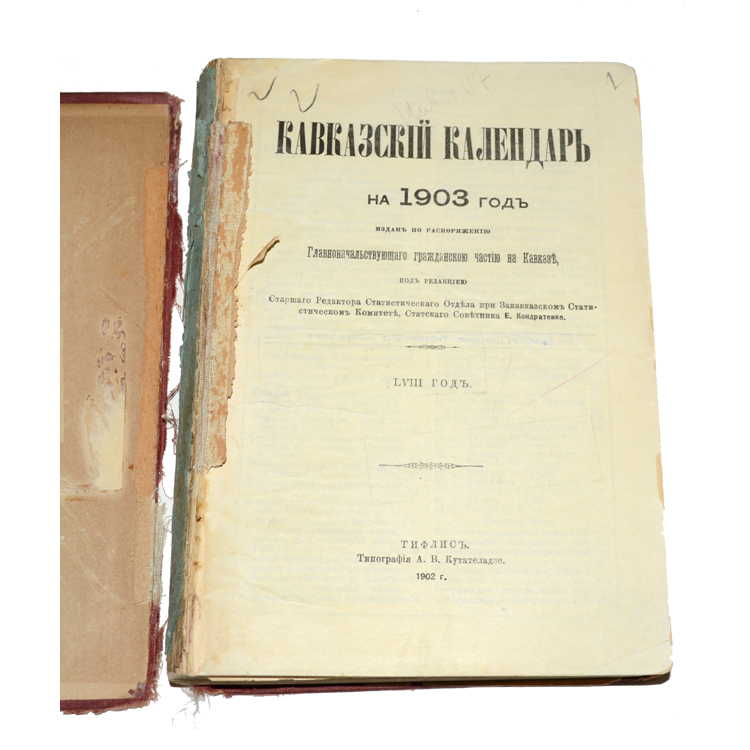 КАВКАЗСКІЙ КАЛЕНДАРЬ
НА 1903 ГОДЪ
ИЗДАНЪ ПО РАСПОРЯЖЕНІЮ
Главноначальствующаго гражданскою частію на Кавказѣ,
ПОДЪ РЕДАКЦІЕЮ
Старшаго Редактора Статистическаго Отдѣла при Закавказскомъ Стати-
стическомъ Комитетѣ, Статскаго Совѣтника Е. Кондратенко.
LVIII ГОДЪ.
ТИФЛИСЪ.
Типографія А. В. Кутателадзе.
1902 г.